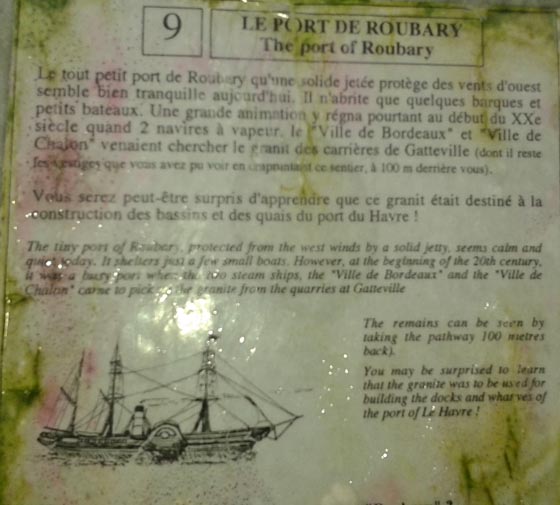 9
LE PORT DE ROUBARY
The port of Roubary
Le tout petit port de Roubary qu'une solide jetée protège des vents d'ouest
semble bien tranquille aujourd'hui. Il n'abrite que quelques barques et
petits bateaux. Une grande animation y régna pourtant au début du XXe
siècle quand 2 navires à vapeur, le "Ville de Bordeaux" et "Ville de
Chalon" venaient chercher le granit des carrières de Gatteville (dont il reste
les vestiges que vous avez pu voir en empruntant ce sentier, à 100 m derrière vous).
Vous serez peut-être surpris d'apprendre que ce granit était destiné à la
construction des bassins et des quais du port du Havre !
The tiny port of Roubary, protected from the west winds by a solid jetty, seems calm and
quiet today. It shelters just a few small boats. However, at the beginning of the 20th century,
it was a busy port when the two steam ships, the "Ville de Bordeaux" and the "Ville de
Chalon" came to pick up the granite from the quarries at Gatteville
The remains can be seen by
taking the pathway 100 metres
back).
You may be surprised to learn
that the granite was to be used for
building the docks and wharves of
the port of Le Havre !